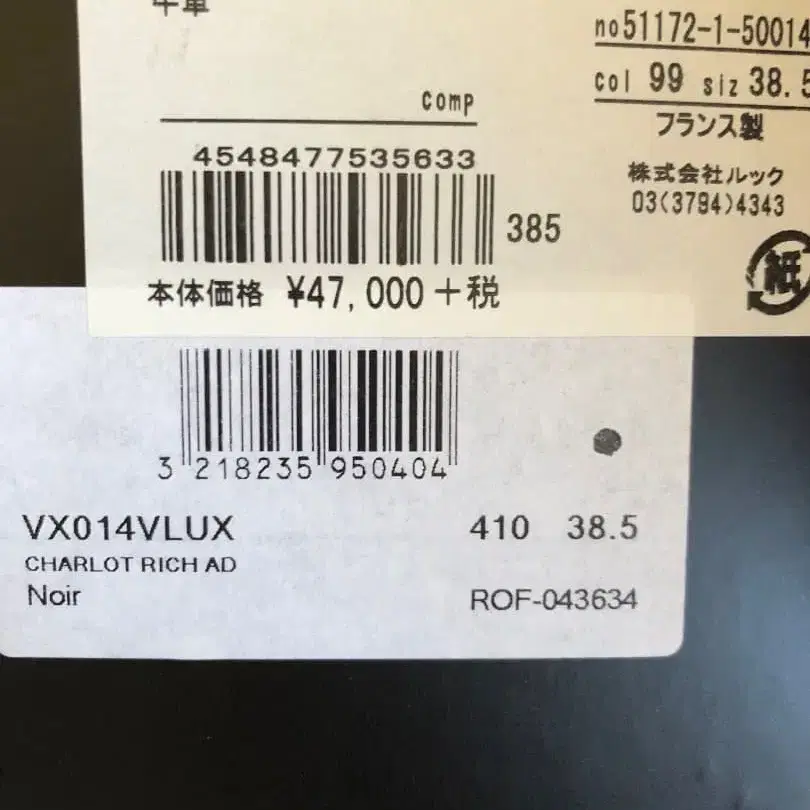 牛革
no51172-1-50014
col 99 siz 38.5
comp
フランス製
4548477535633
株式会社ルック
03(3794)4343
385
紙
本体価格 ¥47,000+税
3 218235 950404
VX014VLUX 410 38.5
CHARLOT RICH AD
Noir ROF-043634